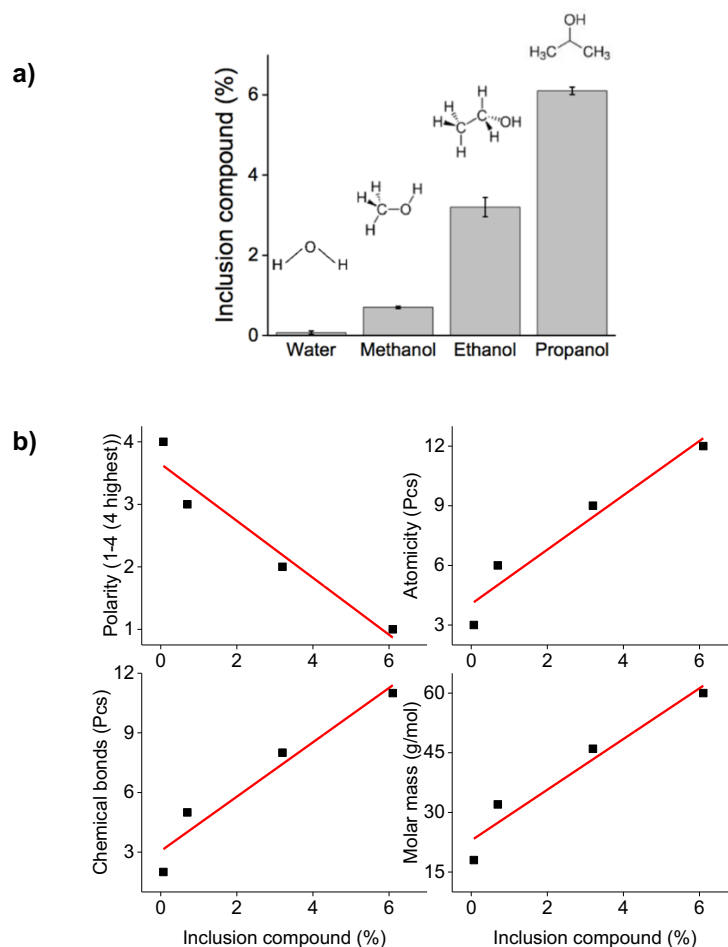 a)
Inclusion compound (%)
6
4
2
0
H O H
H H H C O H
H H H C C H H OH
OH
H₃C CH₃
Water Methanol Ethanol Propanol
b)
Polarity (1-4 (4 highest))
4
3
2
1
0 2 4 6
Atomicity (Pcs)
12
9
6
3
0 2 4 6
Chemical bonds (Pcs)
12
9
6
3
0 2 4 6
Inclusion compound (%)
Molar mass (g/mol)
60
45
30
15
0 2 4 6
Inclusion compound (%)